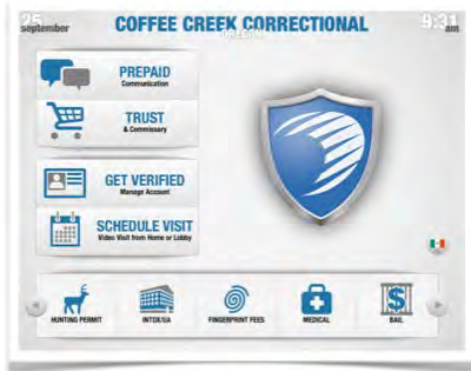 25
september
COFFEE CREEK CORRECTIONAL
OREGON
9:31
am
PREPAID
Communication
TRUST
& Commissary
GET VERIFIED
Manage Account
SCHEDULE VISIT
Video Visit from Home or Lobby
HUNTING PERMIT
INTOX/UA
FINGERPRINT FEES
MEDICAL
BAIL